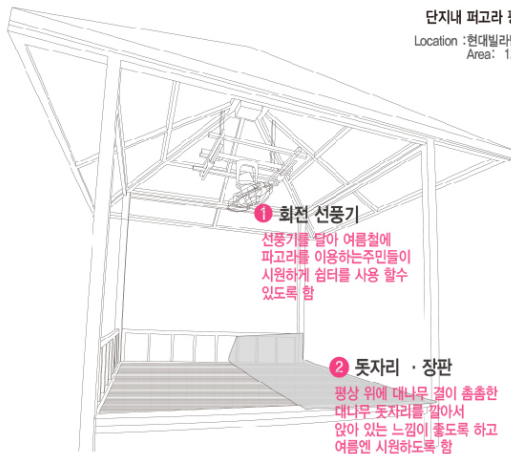 단지내 퍼고라
Location :현대빌라
Area:
1 회전 선풍기
선풍기를 달아 여름철에
파고라를 이용하는주민들이
시원하게 쉼터를 사용 할수
있도록 함
2 돗자리 · 장판
평상 위에 대나무 결이 촘촘한
대나무 돗자리를 깔아서
앉아 있는 느낌이 좋도록 하고
여름엔 시원하도록 함